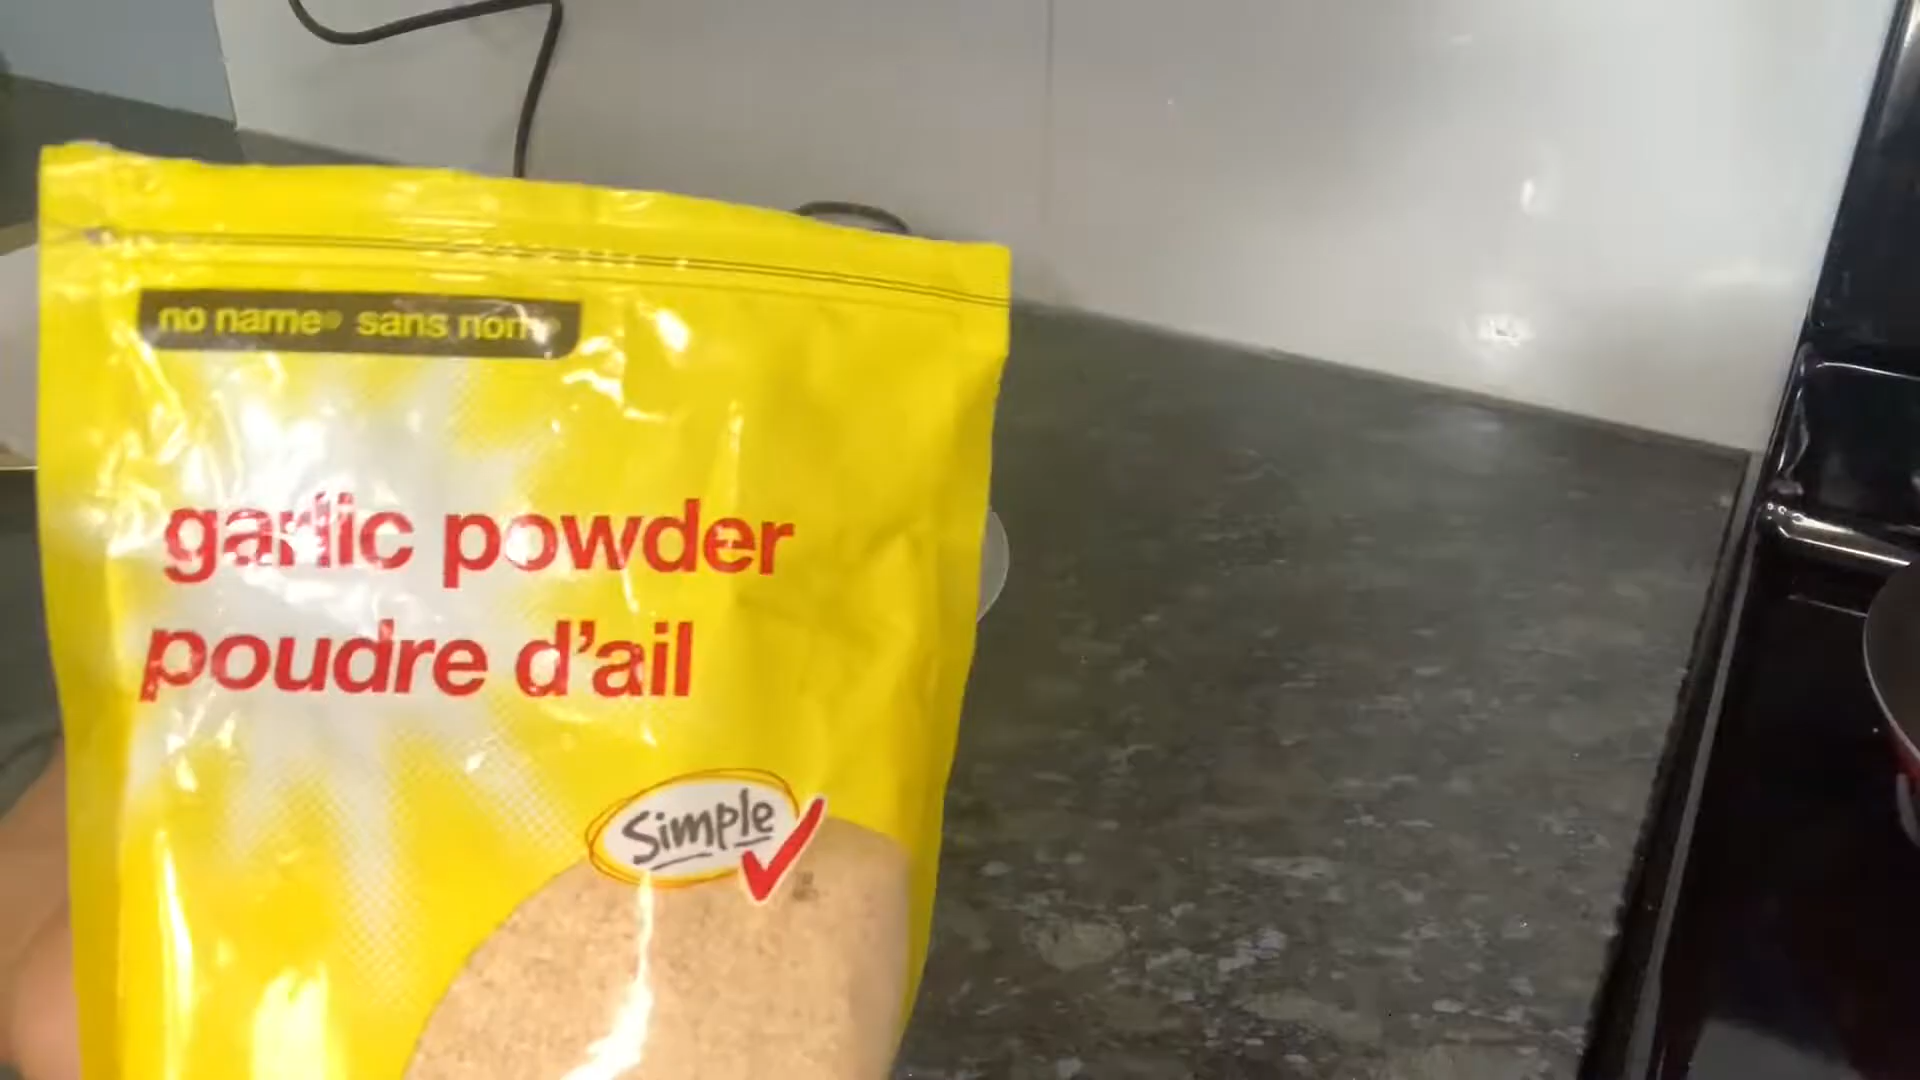 no name® sans nom
garlic powder
poudre d'ail
Simple